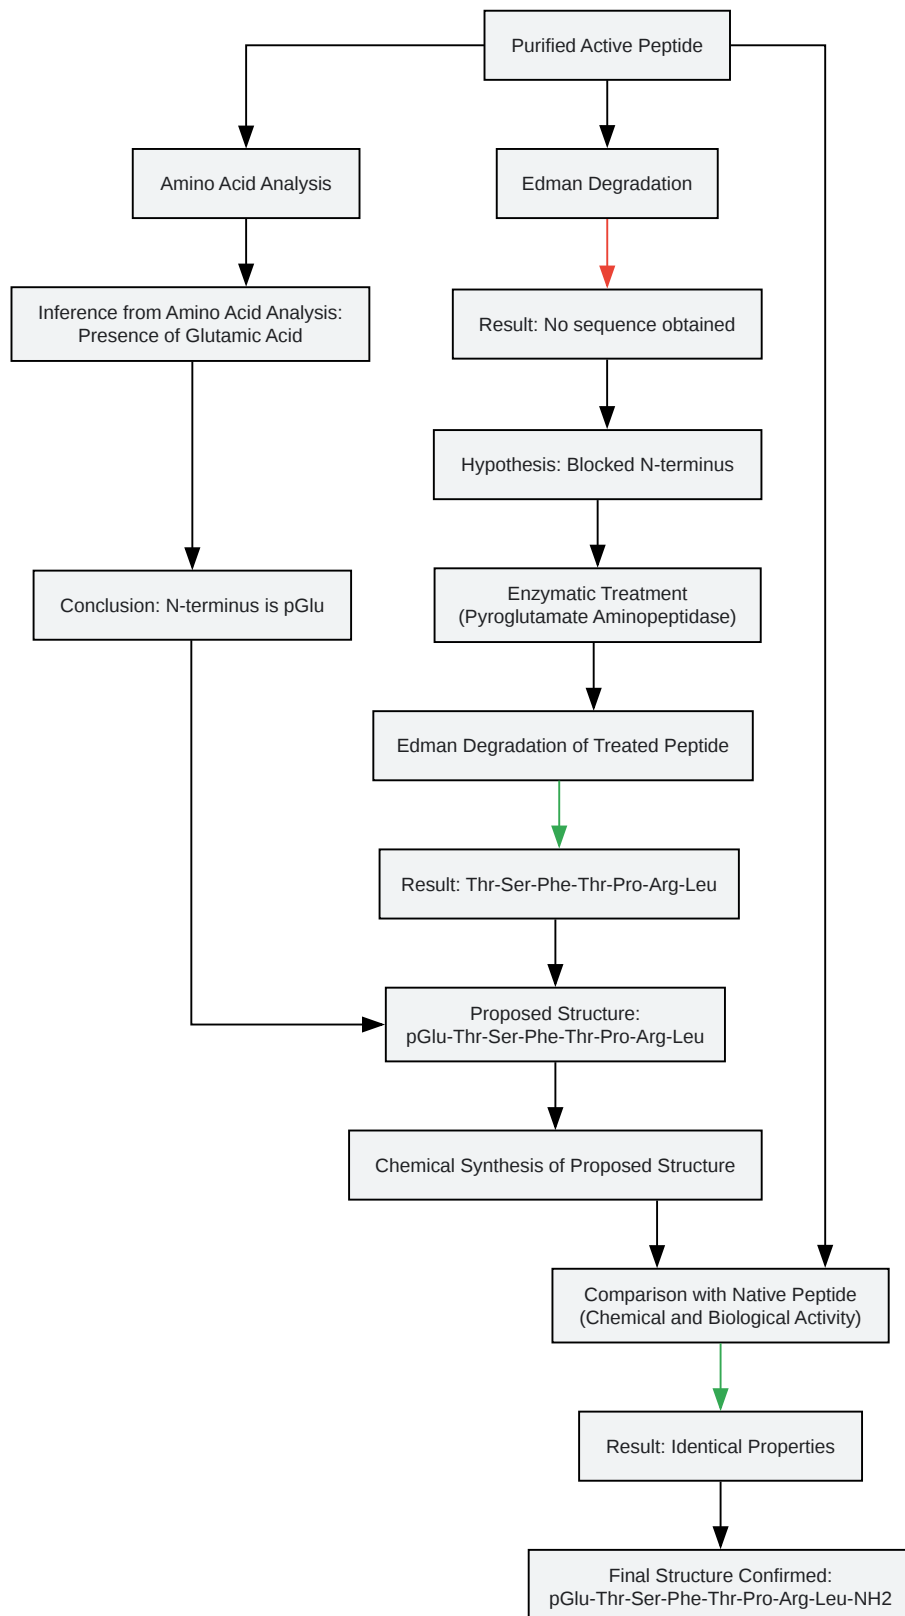 Purified Active Peptide
Amino Acid Analysis
Edman Degradation
Inference from Amino Acid Analysis:
Presence of Glutamic Acid
Result: No sequence obtained
Hypothesis: Blocked N-terminus
Conclusion: N-terminus is pGlu
Enzymatic Treatment
(Pyroglutamate Aminopeptidase)
Edman Degradation of Treated Peptide
Result: Thr-Ser-Phe-Thr-Pro-Arg-Leu
Proposed Structure:
pGlu-Thr-Ser-Phe-Thr-Pro-Arg-Leu
Chemical Synthesis of Proposed Structure
Comparison with Native Peptide
(Chemical and Biological Activity)
Result: Identical Properties
Final Structure Confirmed:
pGlu-Thr-Ser-Phe-Thr-Pro-Arg-Leu-NH2